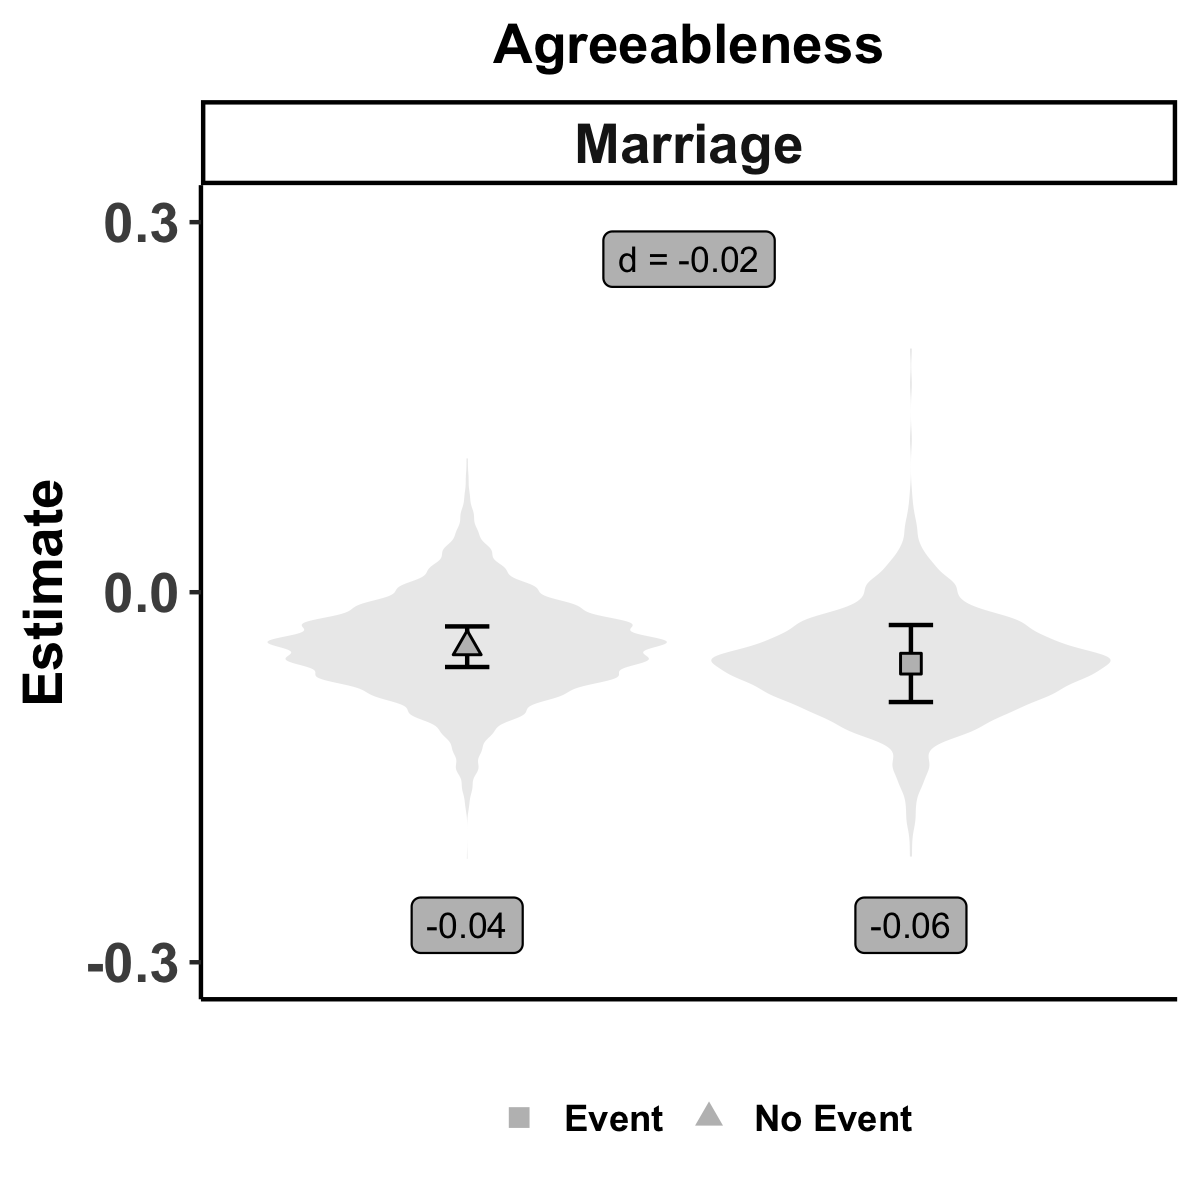 Agreeableness
Marriage
0.3
d = -0.02
0.0
Estimate
-0.04
-0.06
-0.3
Event
No Event